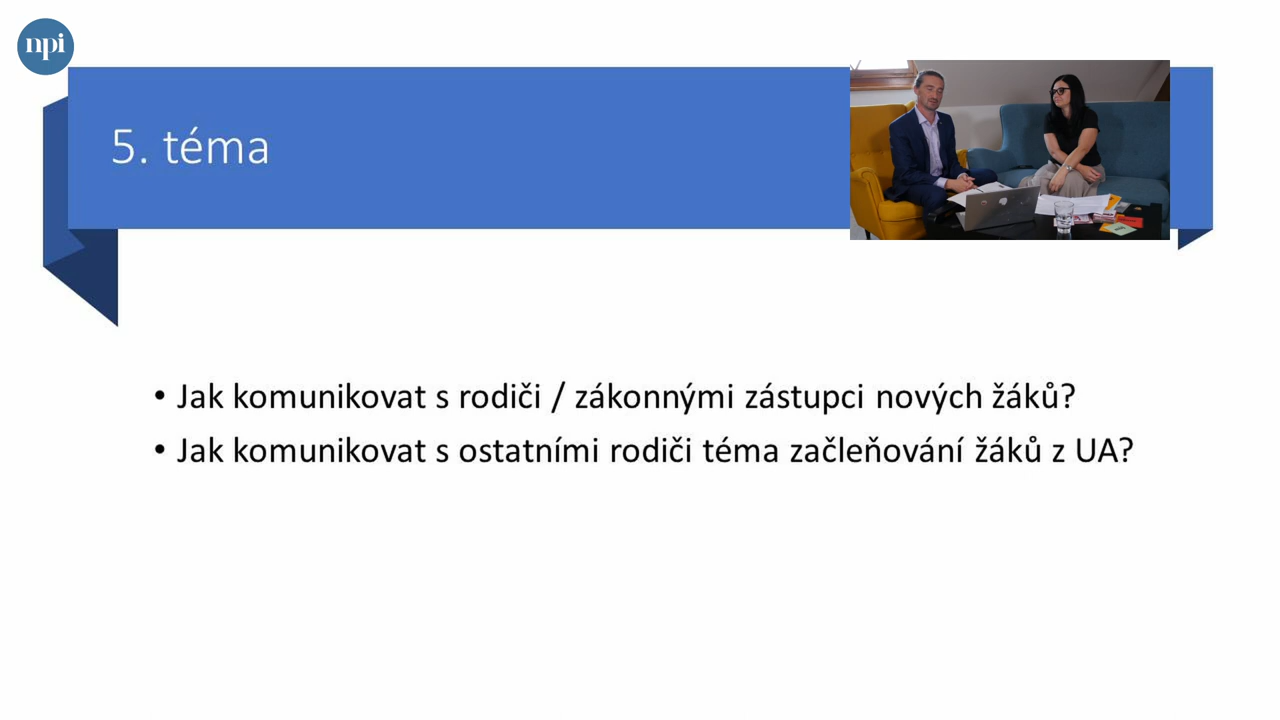 npi
5. téma
• Jak komunikovat s rodiči / zákonnými zástupci nových žáků?
• Jak komunikovat s ostatními rodiči téma začleňování žáků z UA?